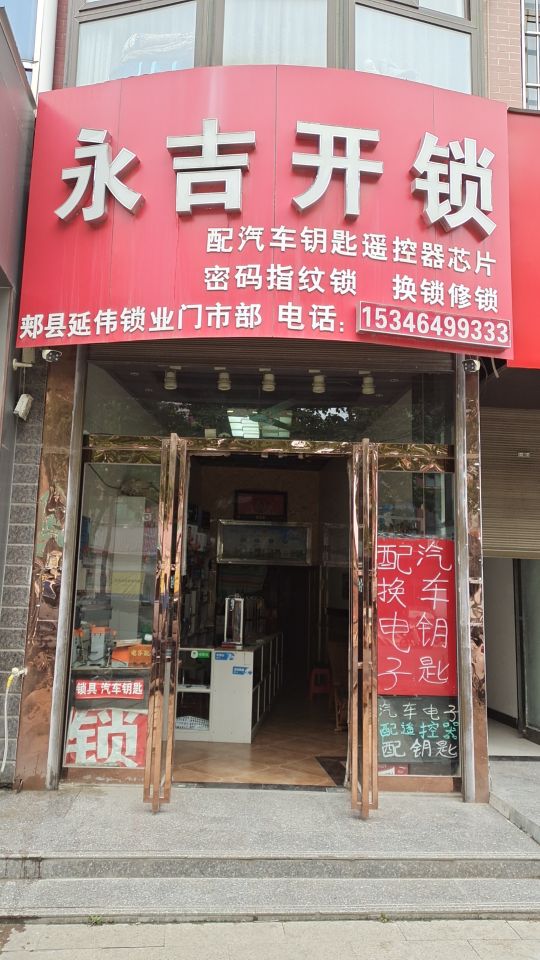 永吉开锁
配汽车钥匙遥控器芯片
密码指纹锁 换锁修锁
郏县延伟锁业门市部 电话：15346499333
配汽
换车
电钥
子匙
锁具 汽车钥匙
锁
汽车电子
配遥控器
配钥匙